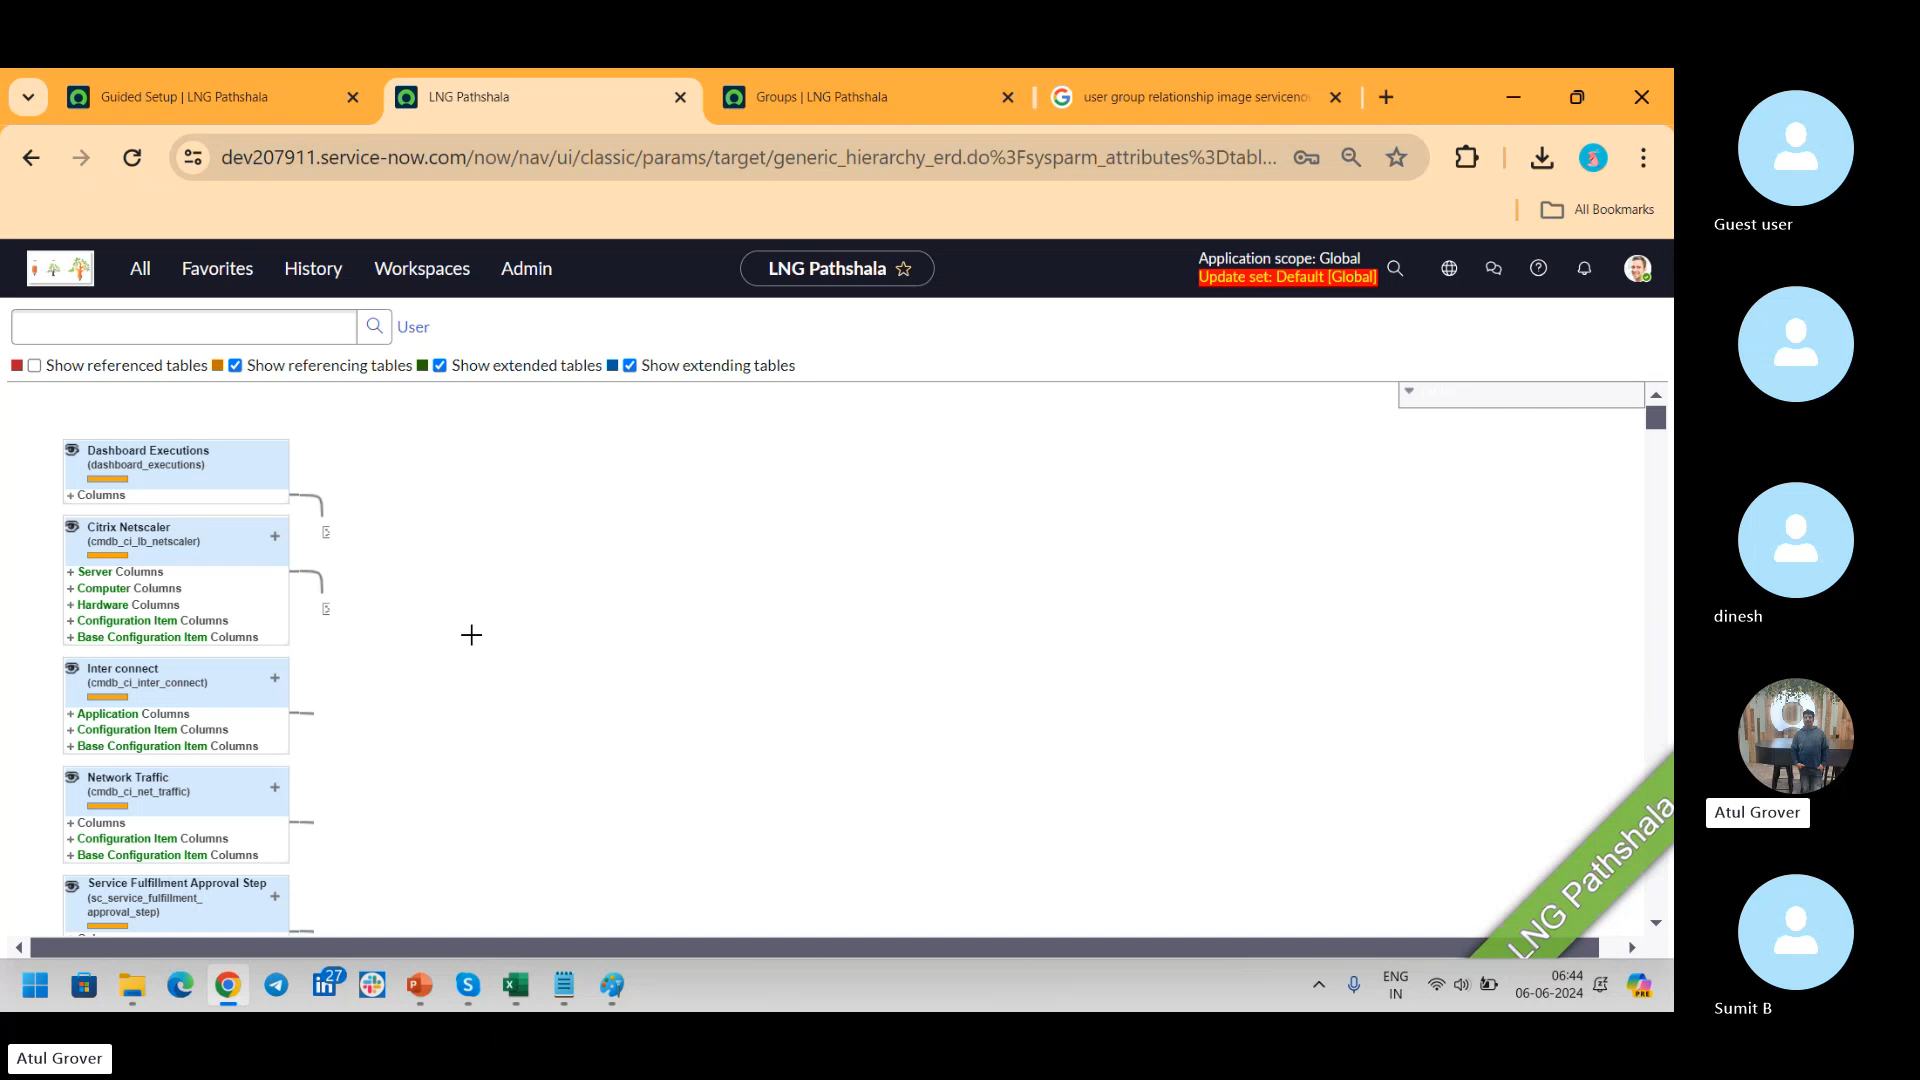 Guided Setup | LNG Pathshala
LNG Pathshala
Groups | LNG Pathshala
user group relationship image serviceno
dev207911.service-now.com/now/nav/ui/classic/params/target/generic_hierarchy_erd.do%3Fsysparm_attributes%3Dtabl...
All Bookmarks
All
Favorites
History
Workspaces
Admin
LNG Pathshala
Application scope: Global
Update set: Default [Global]
User
Show referenced tables
Show referencing tables
Show extended tables
Show extending tables
Dashboard Executions
(dashboard_executions)
+ Columns
Citrix Netscaler
(cmdb_ci_lb_netscaler)
+ Server Columns
+ Computer Columns
+ Hardware Columns
+ Configuration Item Columns
+ Base Configuration Item Columns
Inter connect
(cmdb_ci_inter_connect)
+ Application Columns
+ Configuration Item Columns
+ Base Configuration Item Columns
Network Traffic
(cmdb_ci_net_traffic)
+ Columns
+ Configuration Item Columns
+ Base Configuration Item Columns
Service Fulfillment Approval Step
(sc_service_fulfillment_
approval_step)
LNG Pathshala
27
ENG
IN
06:44
06-06-2024
PRE
Guest user
dinesh
Atul Grover
Sumit B
Atul Grover